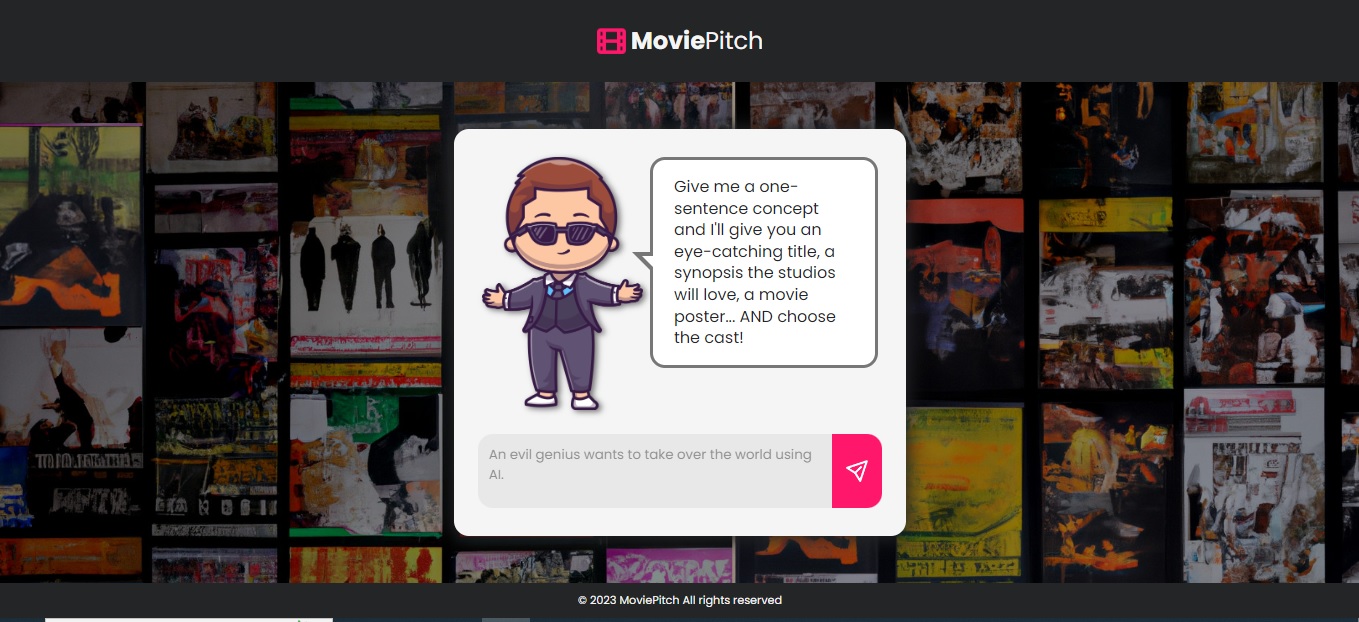 MoviePitch
Give me a one-
sentence concept
and I'll give you an
eye-catching title, a
synopsis the studios
will love, a movie
poster... AND choose
the cast!
An evil genius wants to take over the world using
AI.
© 2023 MoviePitch All rights reserved